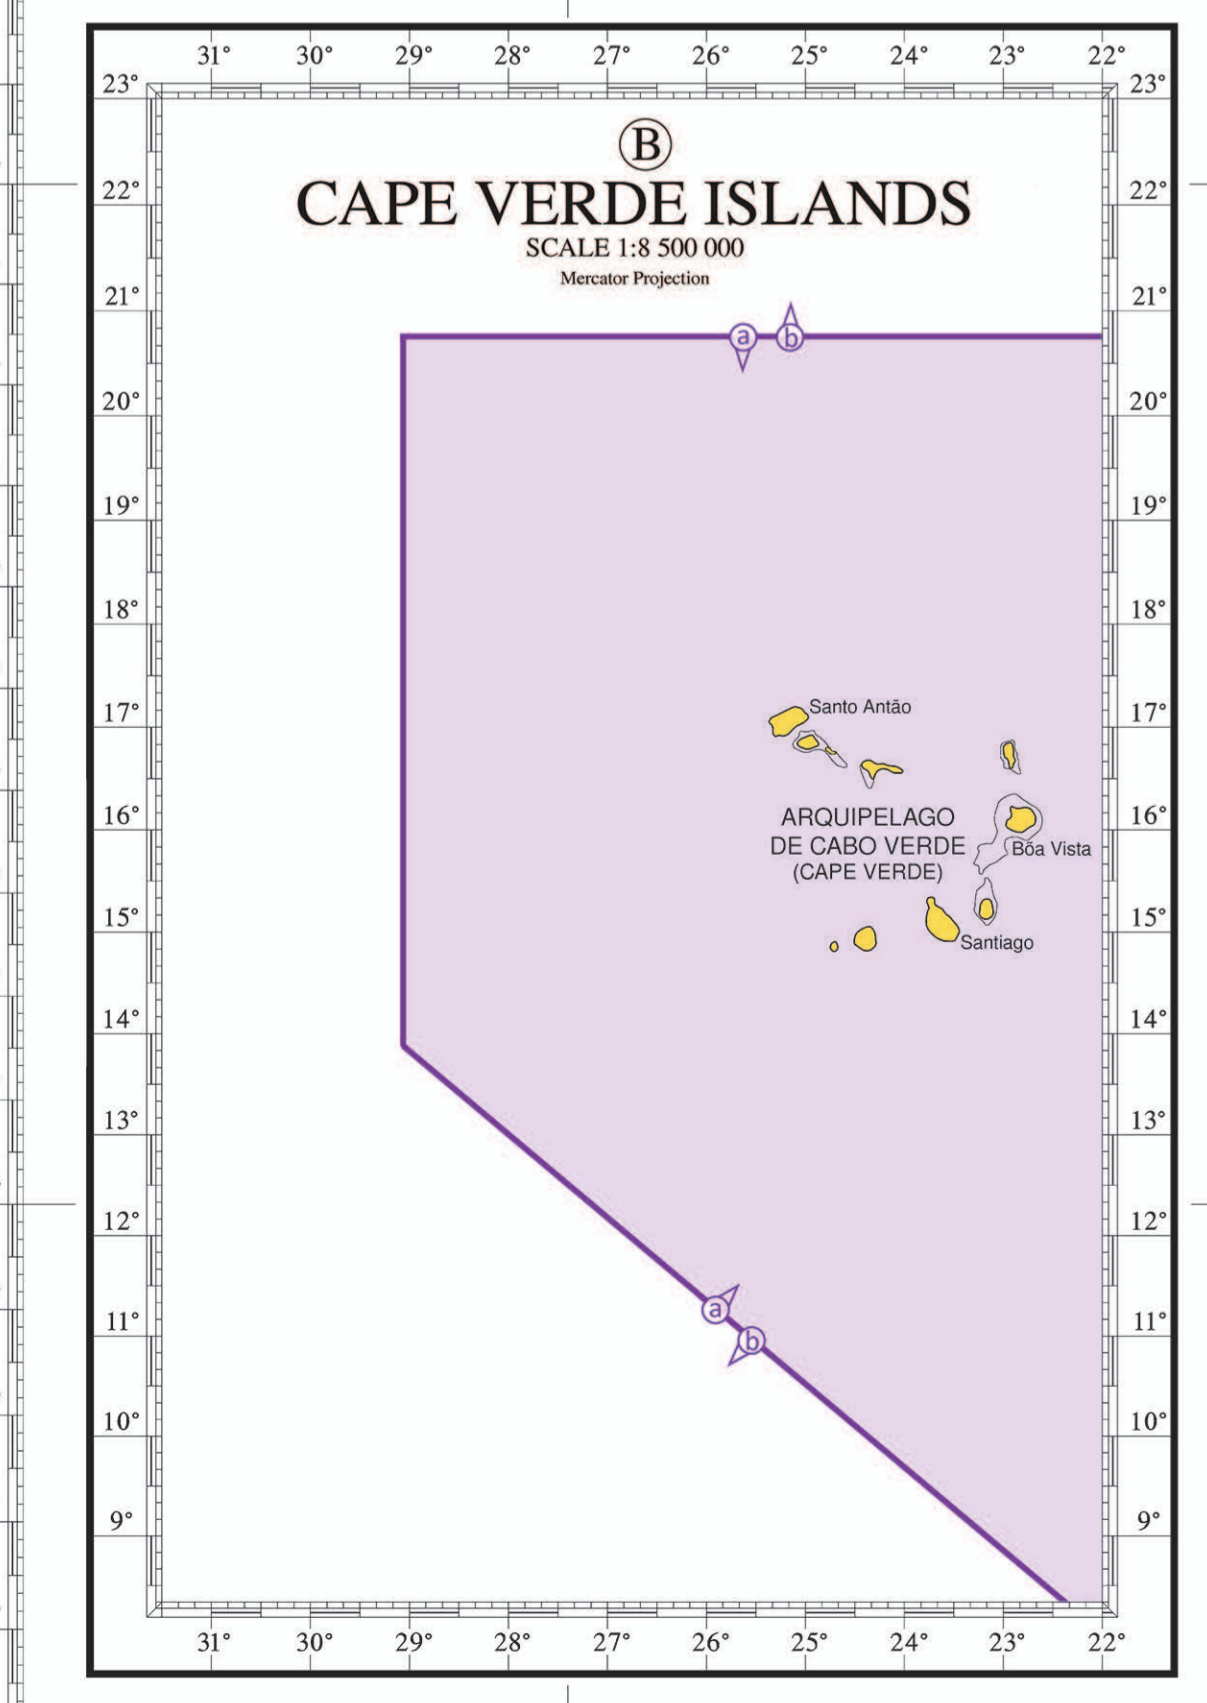 31° 30° 29° 28° 27° 26° 25° 24° 23° 22°
23° 23°
B
CAPE VERDE ISLANDS
22° 22°
SCALE 1:8 500 000
Mercator Projection
21° 21°
a b
20° 20°
19° 19°
18° 18°
17° Santo Antão 17°
16° ARQUIPELAGO 16°
DE CABO VERDE Bõa Vista
(CAPE VERDE)
15° 15°
Santiago
14° 14°
13° 13°
12° 12°
a
11° 11°
b
10° 10°
9° 9°
31° 30° 29° 28° 27° 26° 25° 24° 23° 22°